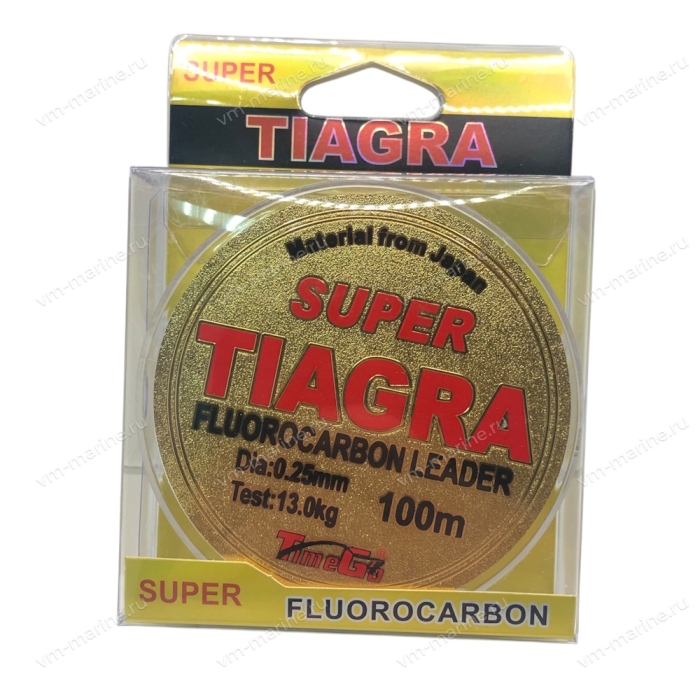 SUPER
TIAGRA
Material from Japan
SUPER
TIAGRA
FLUOROCARBON LEADER
Dia:0.25mm
Test:13.0kg
100m
SUPER
FLUOROCARBON
vm-marine.ru